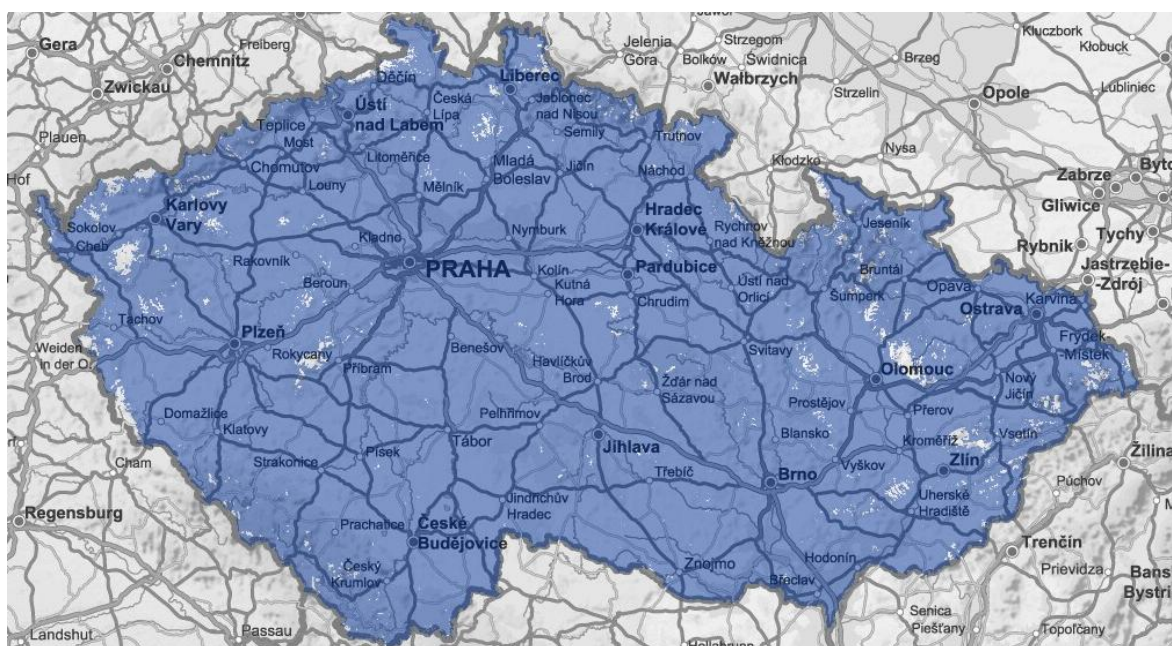 Jawor
Kluczbork
Kłobuck
Gera
Freiberg
Chemnitz
Jelenia
Góra
Bolków
Strzegom
Świdnica
Brzeg
Zwickau
Děčín
Liberec
Wałbrzych
Strzelin
Opole
Lubliniec
Ústí
nad Labem
Česká
Lípa
Jablonec
nad Nisou
Semily
Plauen
Teplice
Most
Trutnov
Hof
Chomutov
Litoměřice
Mladá
Boleslav
Jičín
Náchod
Kłodzko
Nysa
Louny
Mělník
Zabrze
Byto
Gliwice
Karlovy
Vary
Sokolov
Cheb
Hradec
Králové
Rychnov
nad Kněžnou
Jeseník
Tychy
Rybnik
Kladno
Nymburk
Rakovník
PRAHA
Kolín
Kutná
Hora
Pardubice
Chrudim
Ústí nad
Orlicí
Bruntál
Šumperk
Opava
Jastrzębie-
-Zdrój
Karviná
Ostrava
Beroun
Tachov
Plzeň
Frýdek-
-Místek
Weiden
in der O.
Rokycany
Příbram
Benešov
Havlíčkův
Brod
Svitavy
Žďár nad
Sázavou
Olomouc
Nový
Jičín
Domažlice
Klatovy
Pelhřimov
Prostějov
Přerov
Tábor
Jihlava
Blansko
Kroměříž
Vsetín
Cham
Strakonice
Písek
Třebíč
Brno
Vyškov
Zlín
Žilina
Púchov
Regensburg
Jindřichův
Hradec
Uherské
Hradiště
Prachatice
České
Budějovice
Trenčín
Český
Krumlov
Znojmo
Hodonín
Břeclav
Prievidza
Bans
Bystri
Landshut
Passau
Senica
Piešťany
Topoľčany